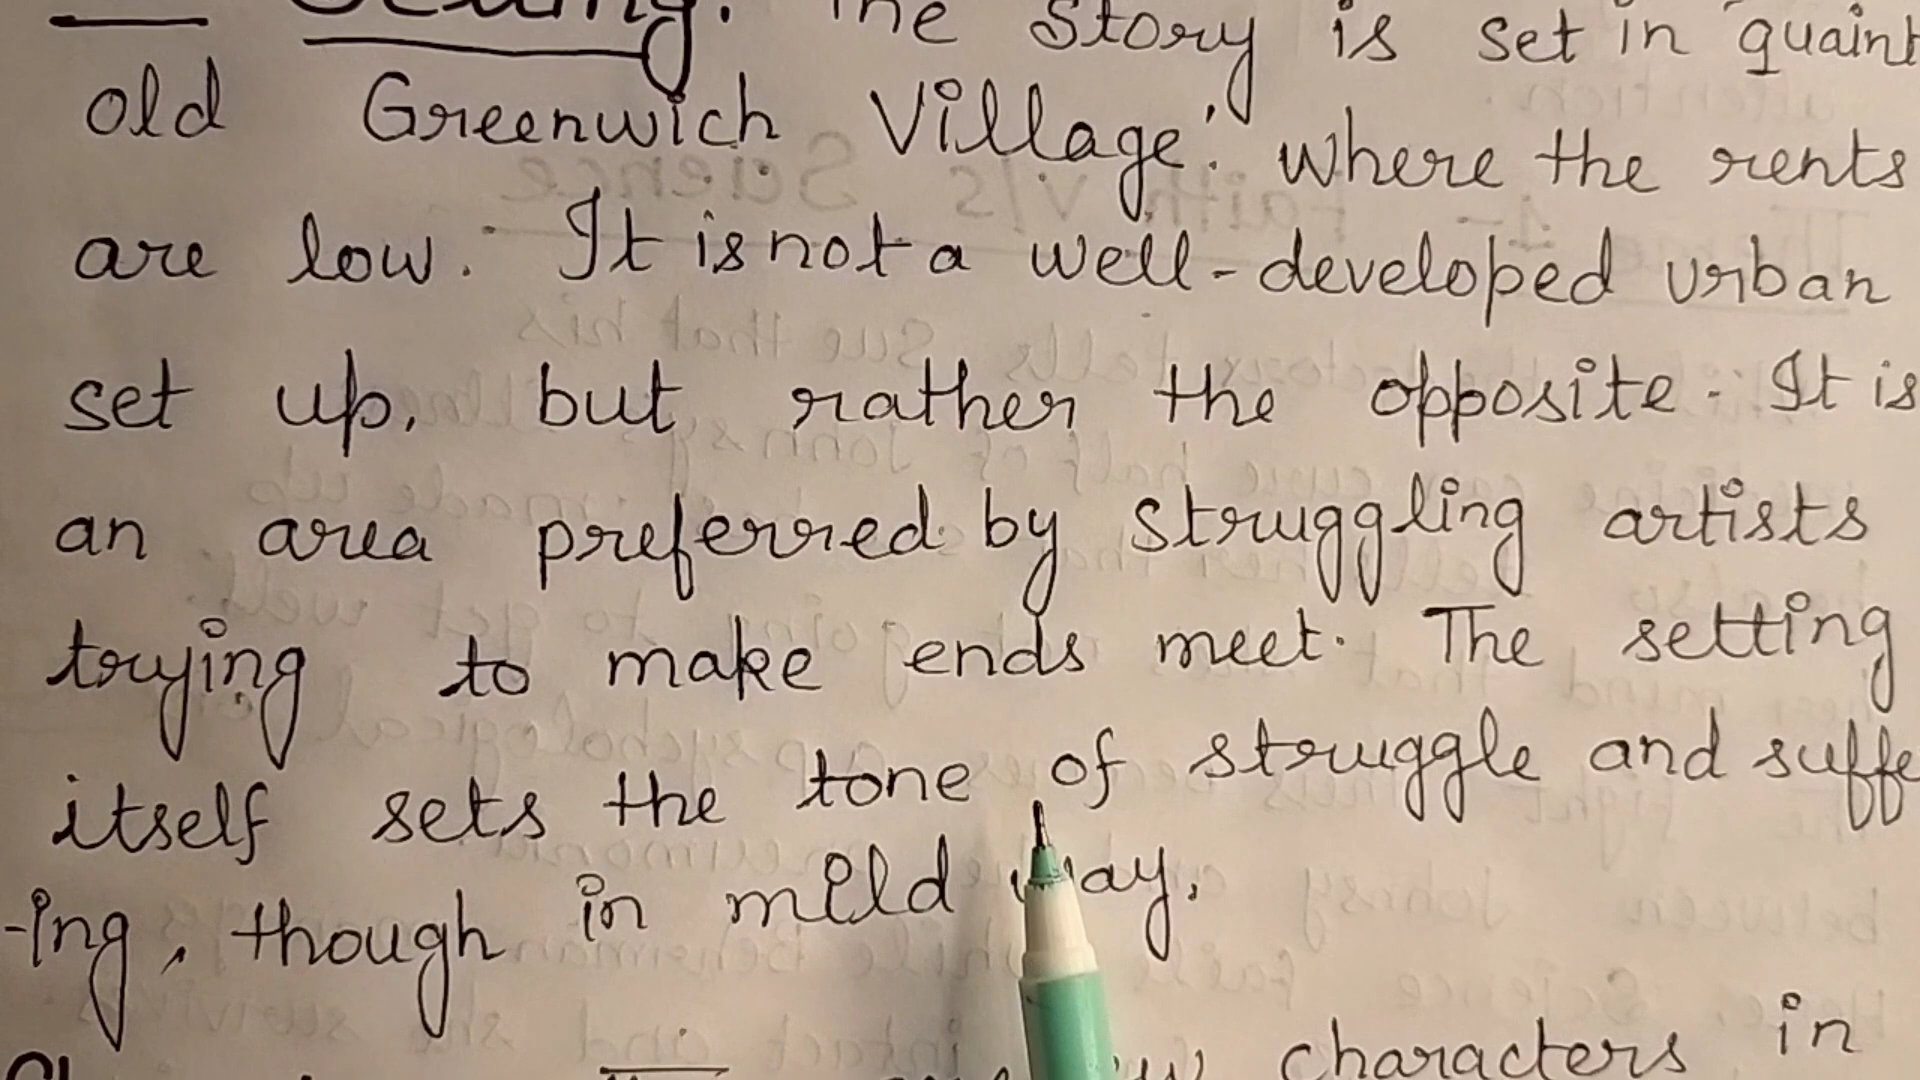 Setting: The story is set in 'quaint
old Greenwich Village.' Where the rents
are low. It is not a well-developed urban
set up, but rather the opposite. It is
an area preferred by struggling artists
trying to make ends meet. The setting
itself sets the tone of struggle and suffe
-ing, though in mild way.
characters in